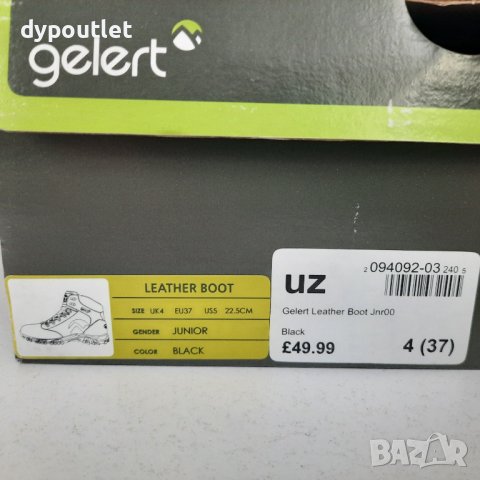 dypoutlet
gelert
LEATHER BOOT
SIZE UK4 EU37 US5 22.5CM
GENDER JUNIOR
COLOR BLACK
uz
2 094092-03 240 5
Gelert Leather Boot Jnr00
Black
£49.99 4 (37)
BAZAR